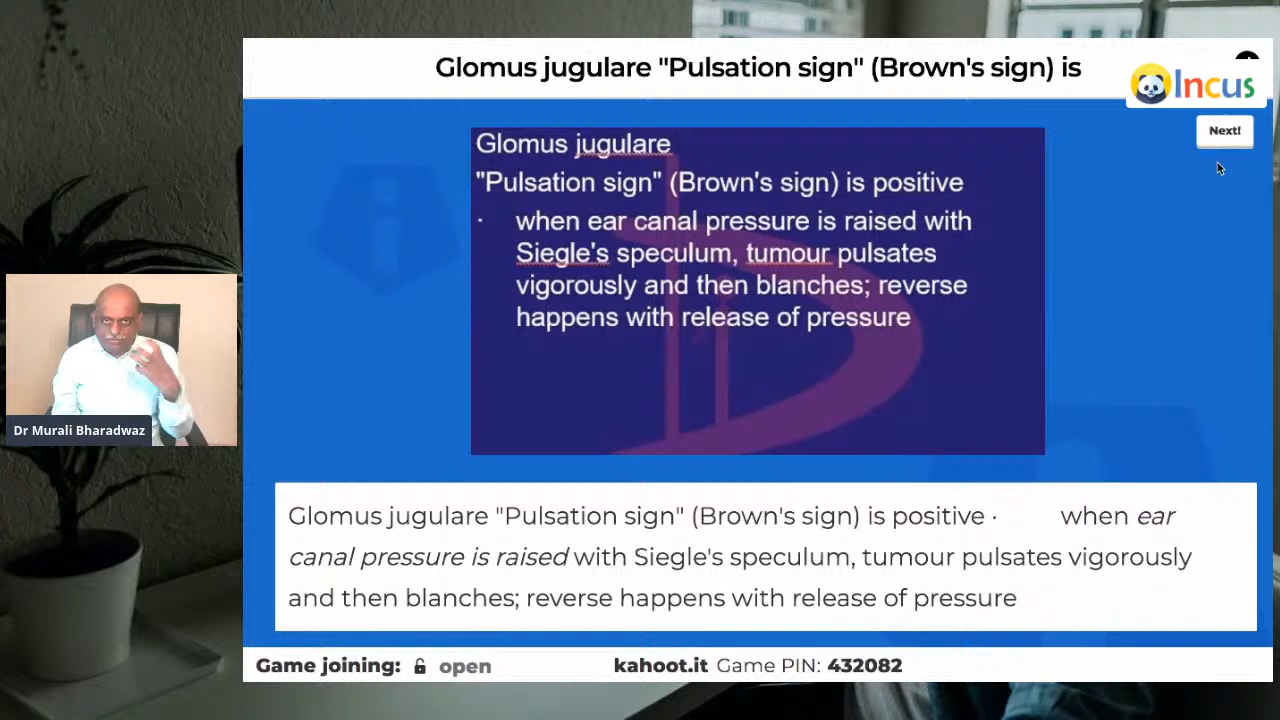 Glomus jugulare "Pulsation sign" (Brown's sign) is
Incus
Next!
Glomus jugulare
"Pulsation sign" (Brown's sign) is positive
· when ear canal pressure is raised with
Siegle's speculum, tumour pulsates
vigorously and then blanches; reverse
happens with release of pressure
Dr Murali Bharadwaz
Glomus jugulare "Pulsation sign" (Brown's sign) is positive · when ear
canal pressure is raised with Siegle's speculum, tumour pulsates vigorously
and then blanches; reverse happens with release of pressure
Game joining: open kahoot.it Game PIN: 432082